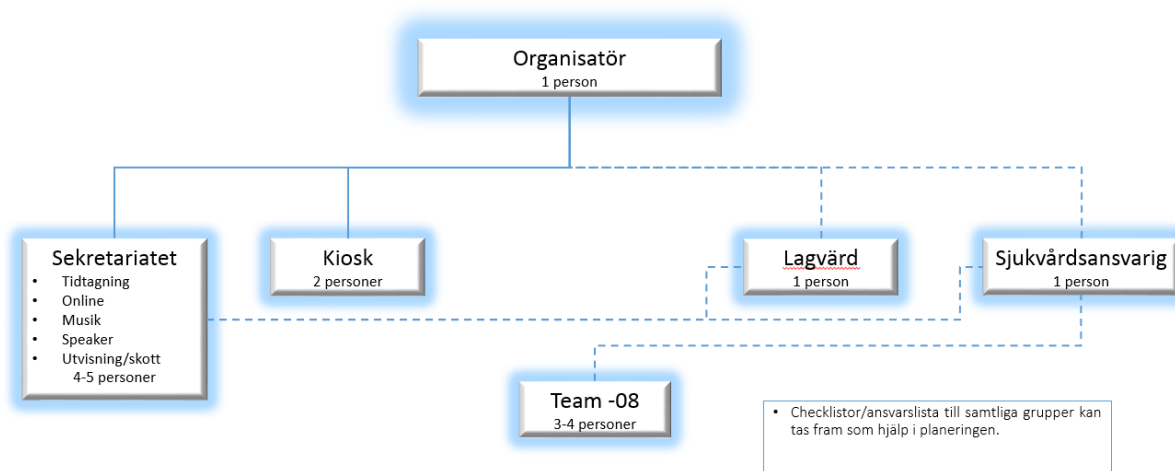 Organisatör
1 person
Sekretariatet
• Tidtagning
• Online
• Musik
• Speaker
• Utvisning/skott
4-5 personer
Kiosk
2 personer
Lagvärd
1 person
Sjukvårdsansvarig
1 person
Team -08
3-4 personer
• Checklistor/ansvarslista till samtliga grupper kan
tas fram som hjälp i planeringen.